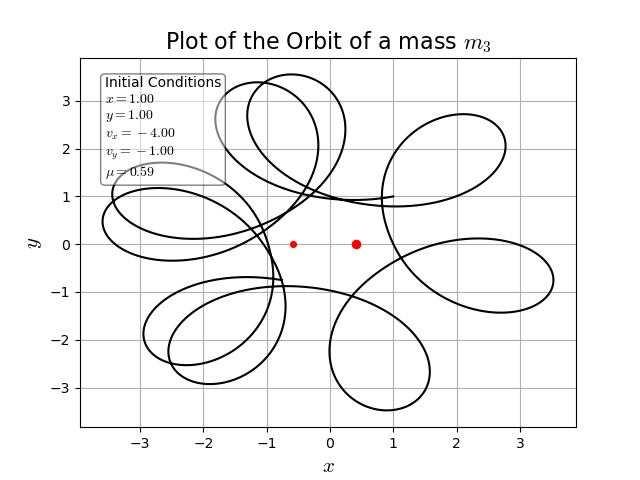 Plot of the Orbit of a mass m₃
Initial Conditions
x = 1.00
y = 1.00
vₓ = −4.00
v_y = −1.00
μ = 0.59
3
2
1
0
−1
−2
−3
y
−3 −2 −1 0 1 2 3
x